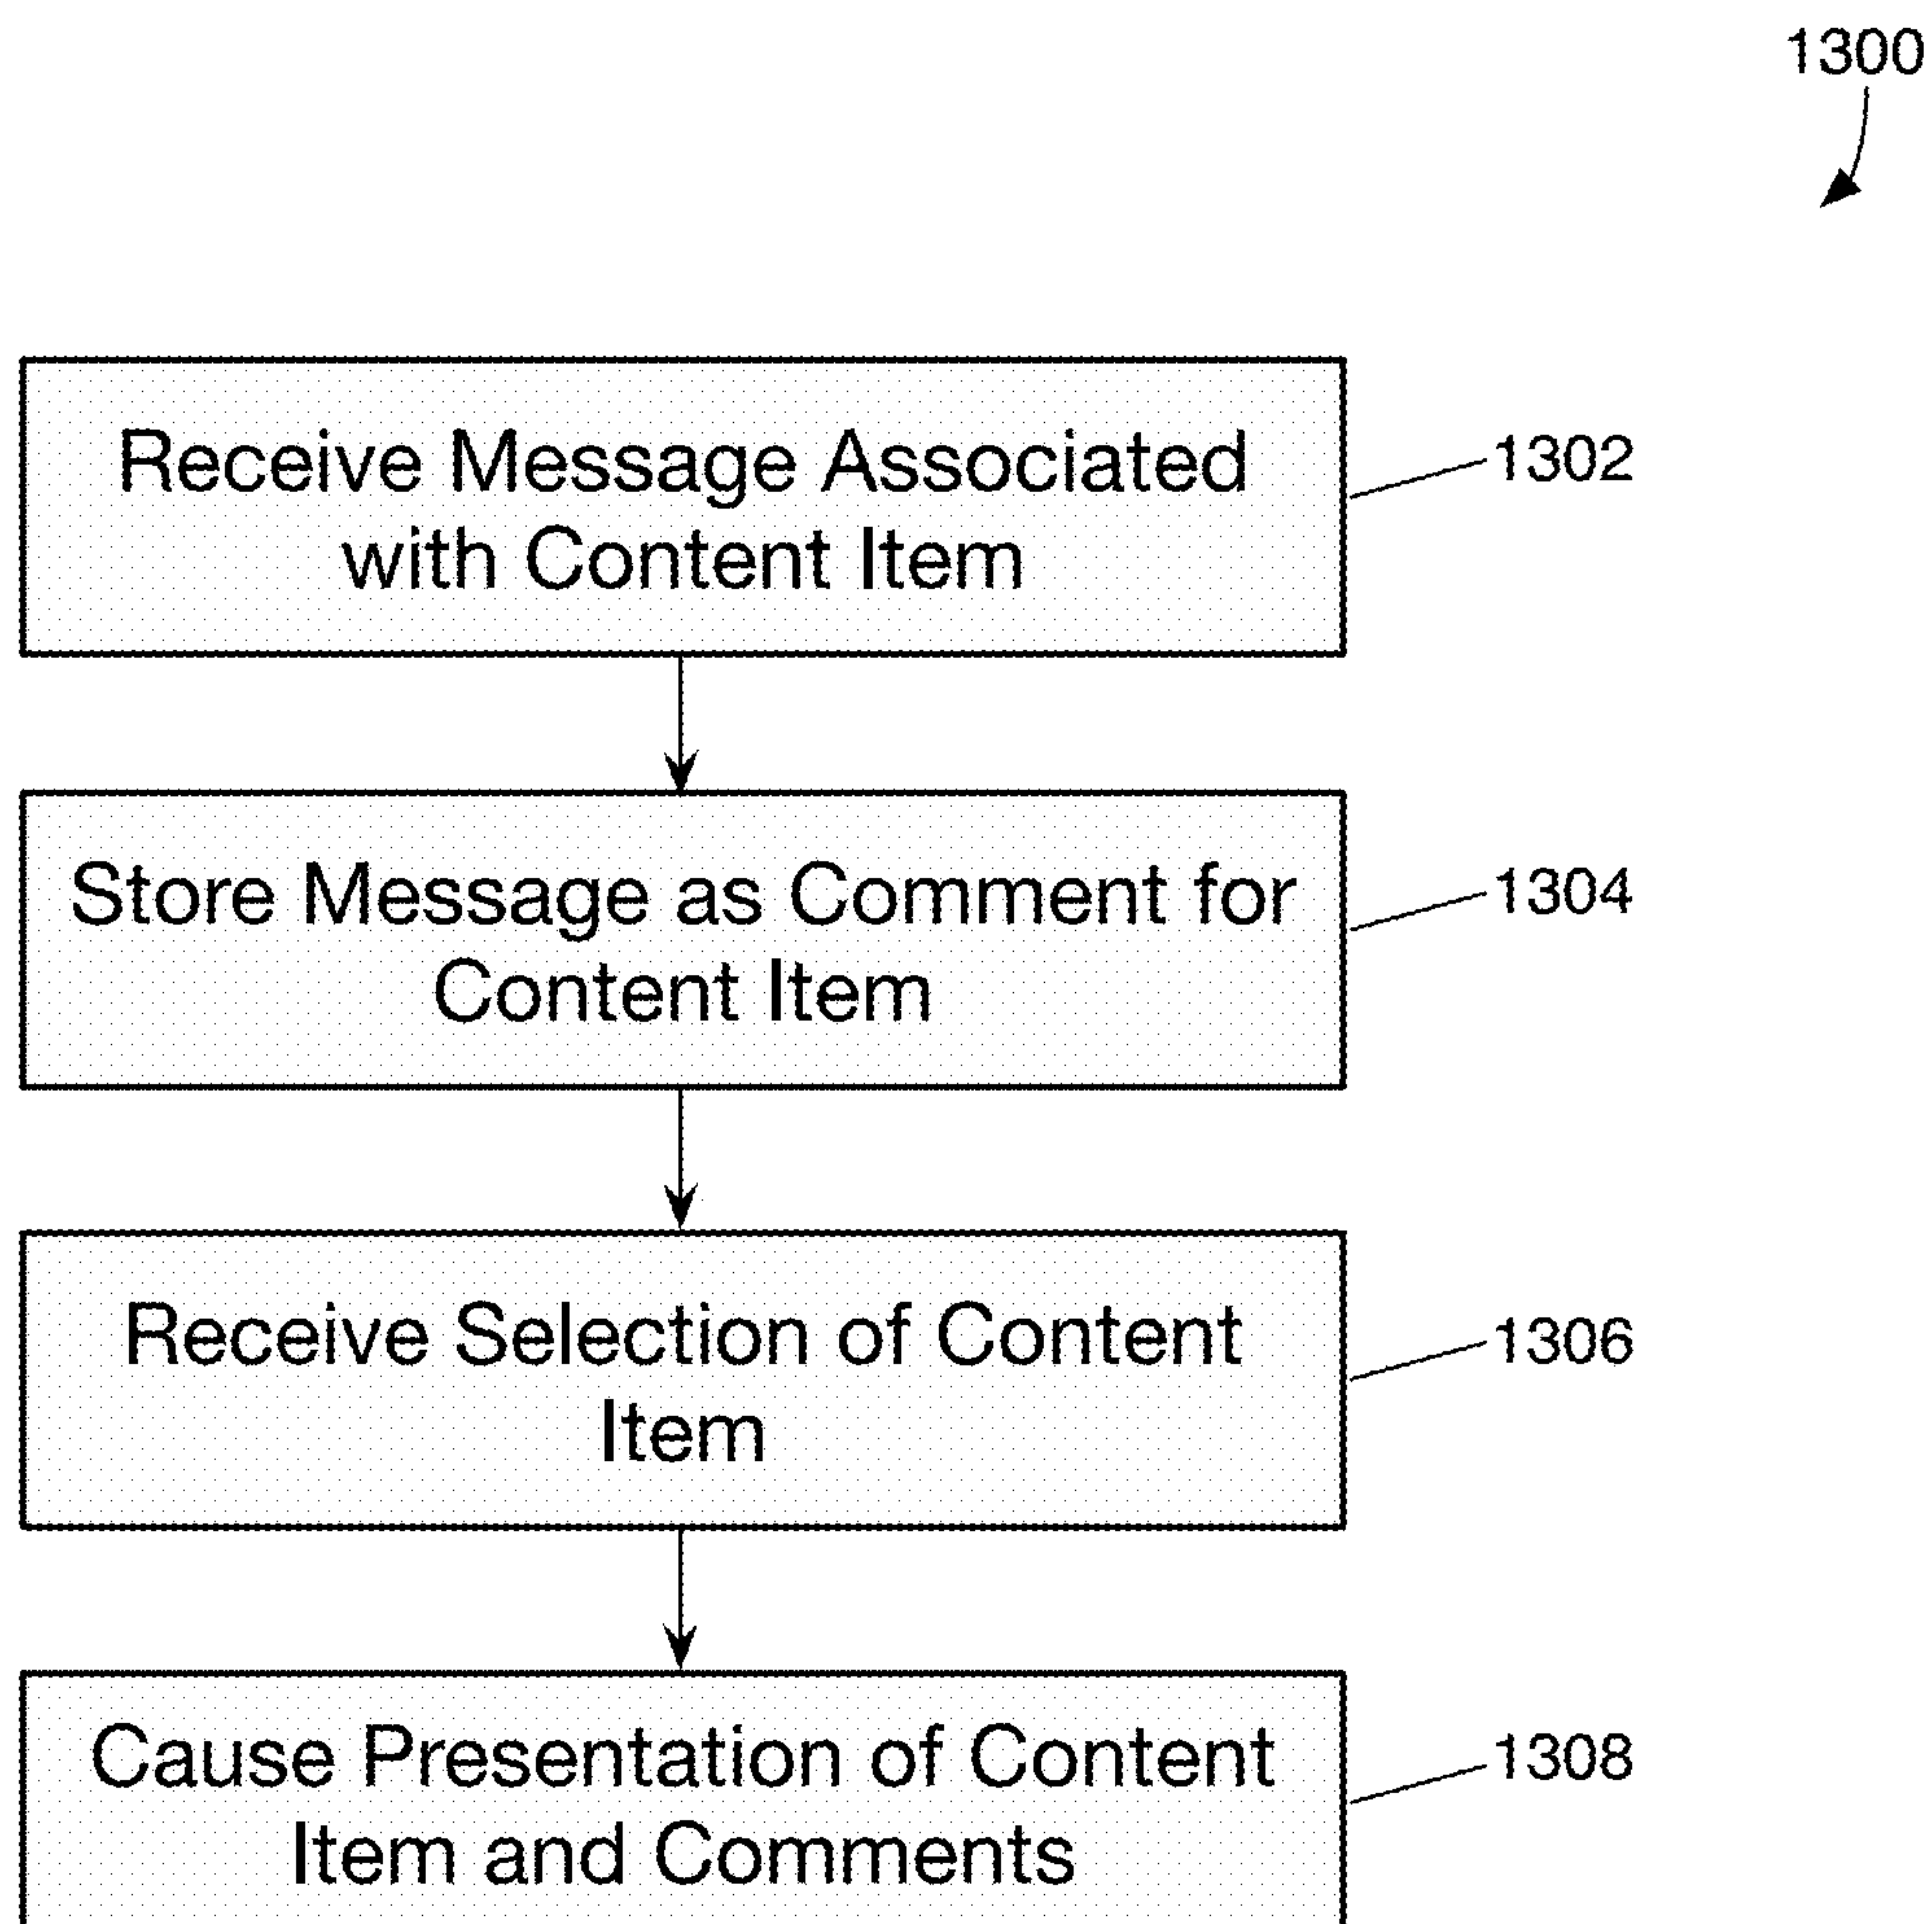 1300
Receive Message Associated
with Content Item
1302
Store Message as Comment for
Content Item
1304
Receive Selection of Content
Item
1306
Cause Presentation of Content
Item and Comments
1308